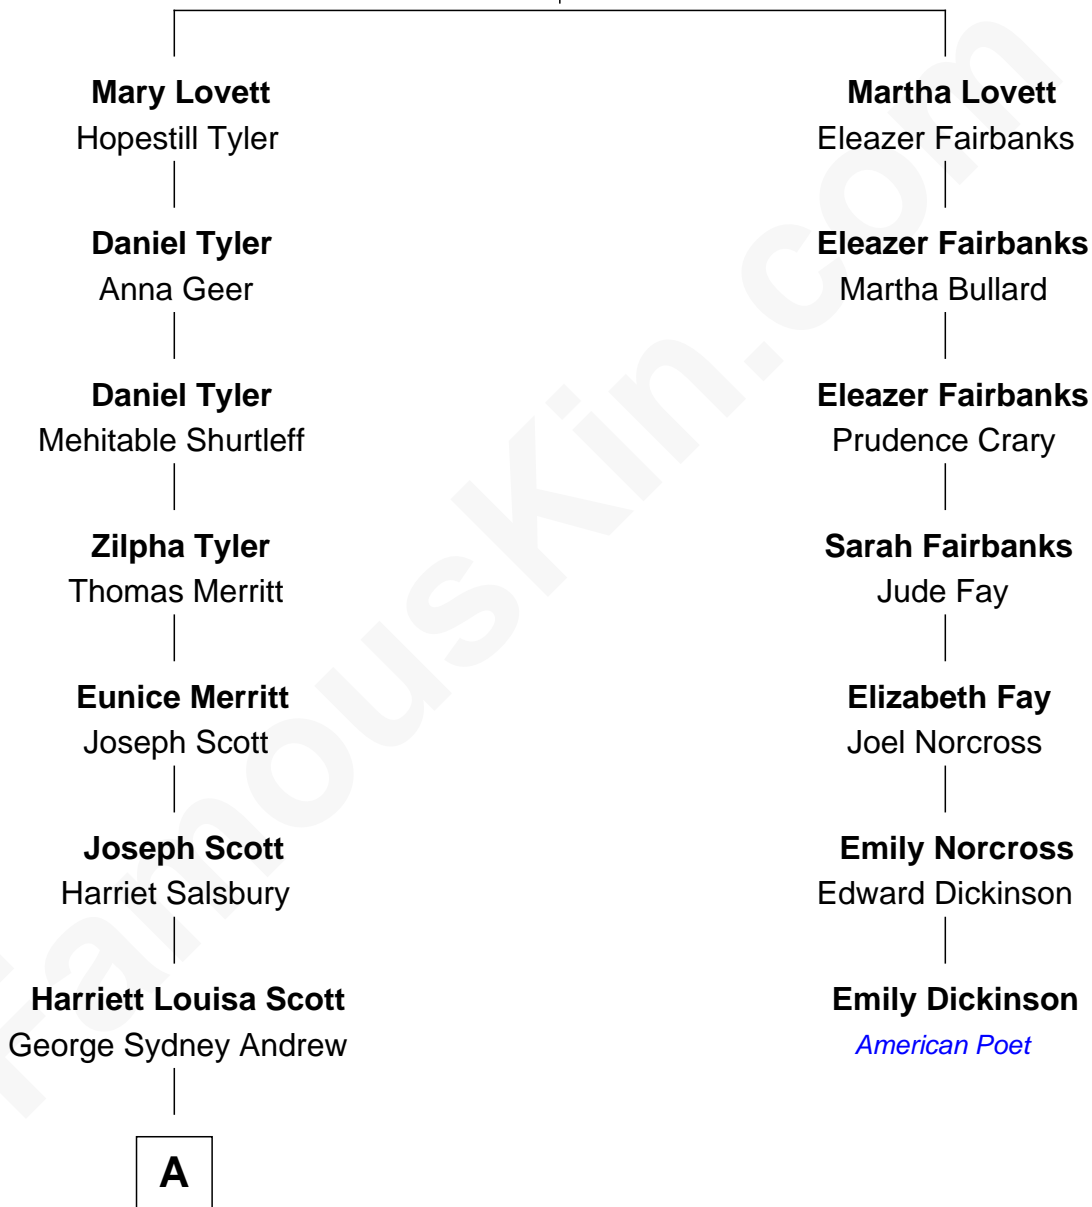 Mary Lovett
Hopestill Tyler
Daniel Tyler
Anna Geer
Daniel Tyler
Mehitable Shurtleff
Zilpha Tyler
Thomas Merritt
Eunice Merritt
Joseph Scott
Joseph Scott
Harriet Salsbury
Harriett Louisa Scott
George Sydney Andrew
A
Martha Lovett
Eleazer Fairbanks
Eleazer Fairbanks
Martha Bullard
Eleazer Fairbanks
Prudence Crary
Sarah Fairbanks
Jude Fay
Elizabeth Fay
Joel Norcross
Emily Norcross
Edward Dickinson
Emily Dickinson
American Poet
FamousKin.com